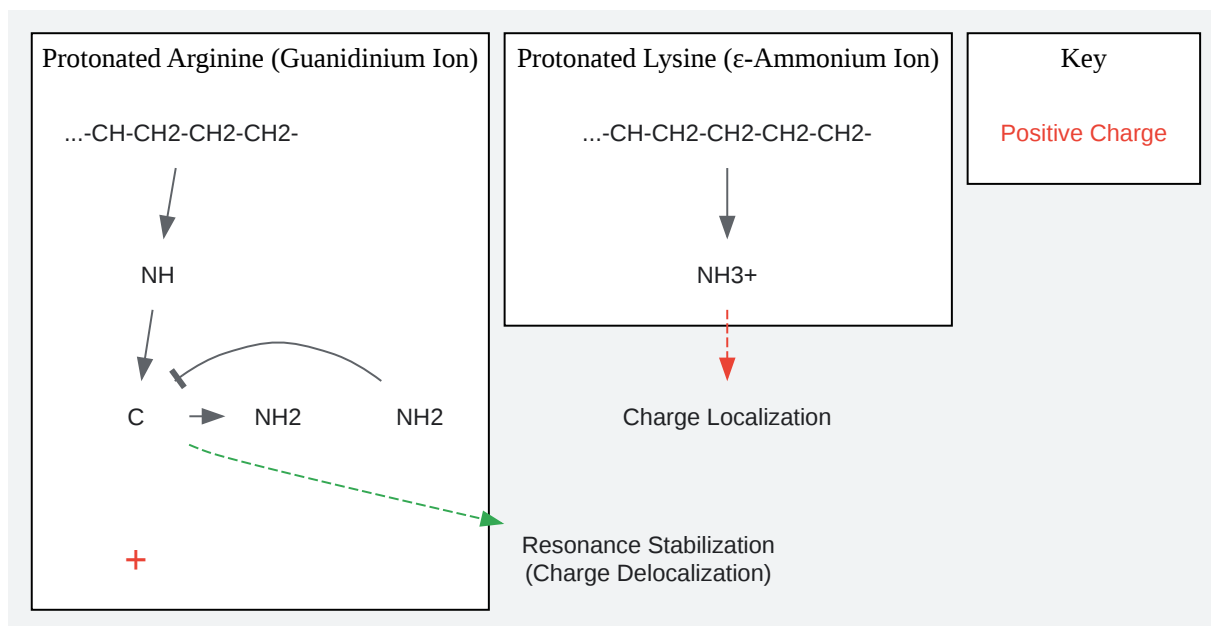 Protonated Arginine (Guanidinium Ion)
...-CH-CH2-CH2-CH2-
NH
C
NH2
NH2
+
Protonated Lysine (ε-Ammonium Ion)
...-CH-CH2-CH2-CH2-CH2-
NH3+
Charge Localization
Resonance Stabilization
(Charge Delocalization)
Key
Positive Charge